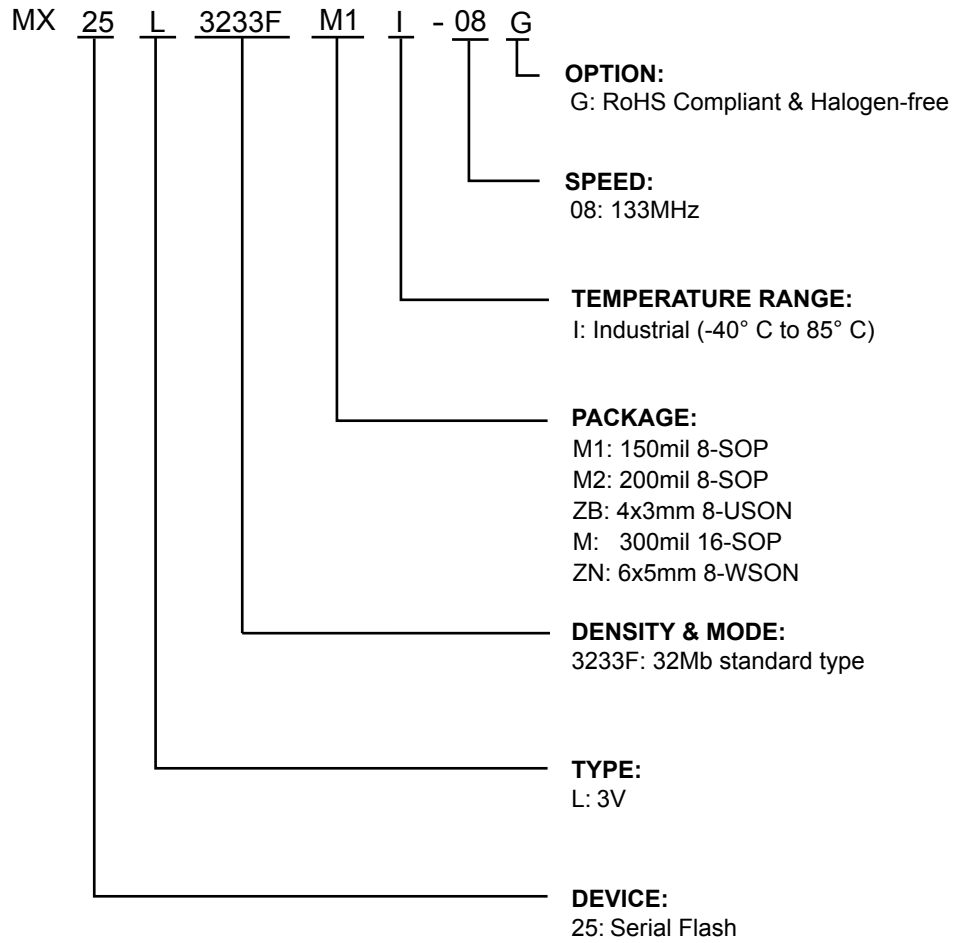 MX 25 L 3233F M1 I - 08 G
OPTION:
G: RoHS Compliant & Halogen-free
SPEED:
08: 133MHz
TEMPERATURE RANGE:
I: Industrial (-40° C to 85° C)
PACKAGE:
M1: 150mil 8-SOP
M2: 200mil 8-SOP
ZB: 4x3mm 8-USON
M: 300mil 16-SOP
ZN: 6x5mm 8-WSON
DENSITY & MODE:
3233F: 32Mb standard type
TYPE:
L: 3V
DEVICE:
25: Serial Flash